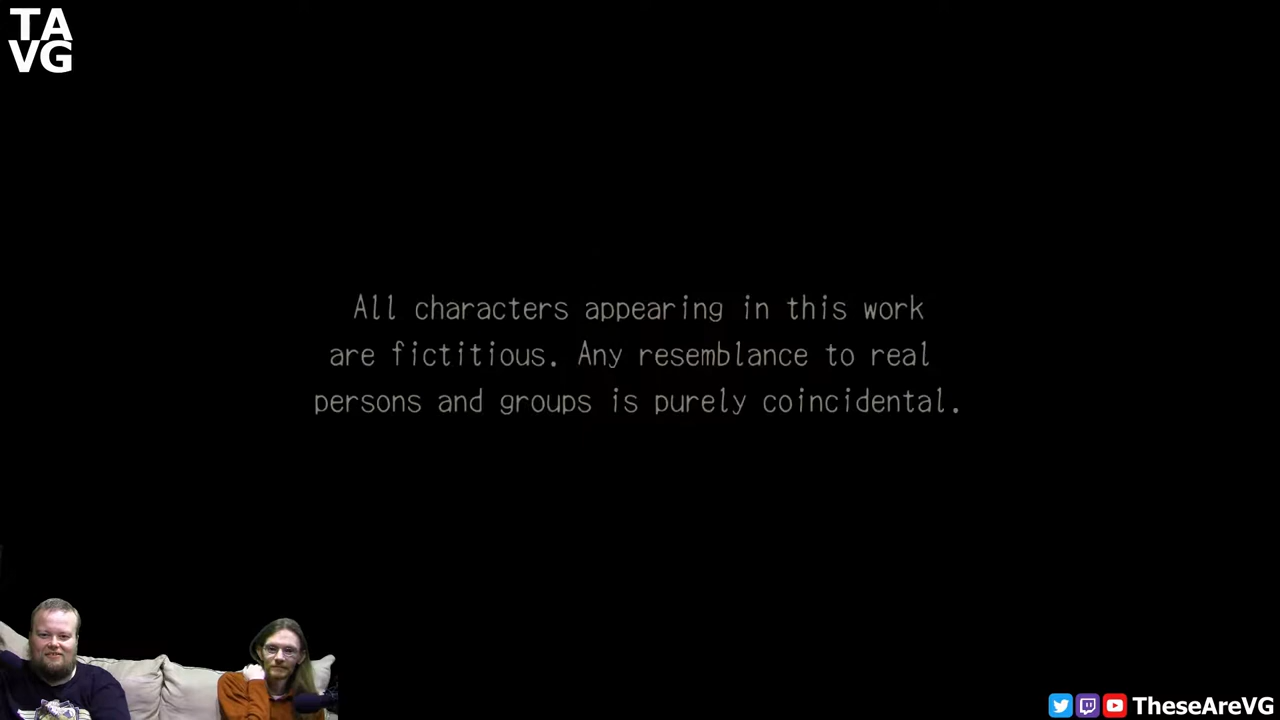 TA
VG
All characters appearing in this work
are fictitious. Any resemblance to real
persons and groups is purely coincidental.
TheseAreVG